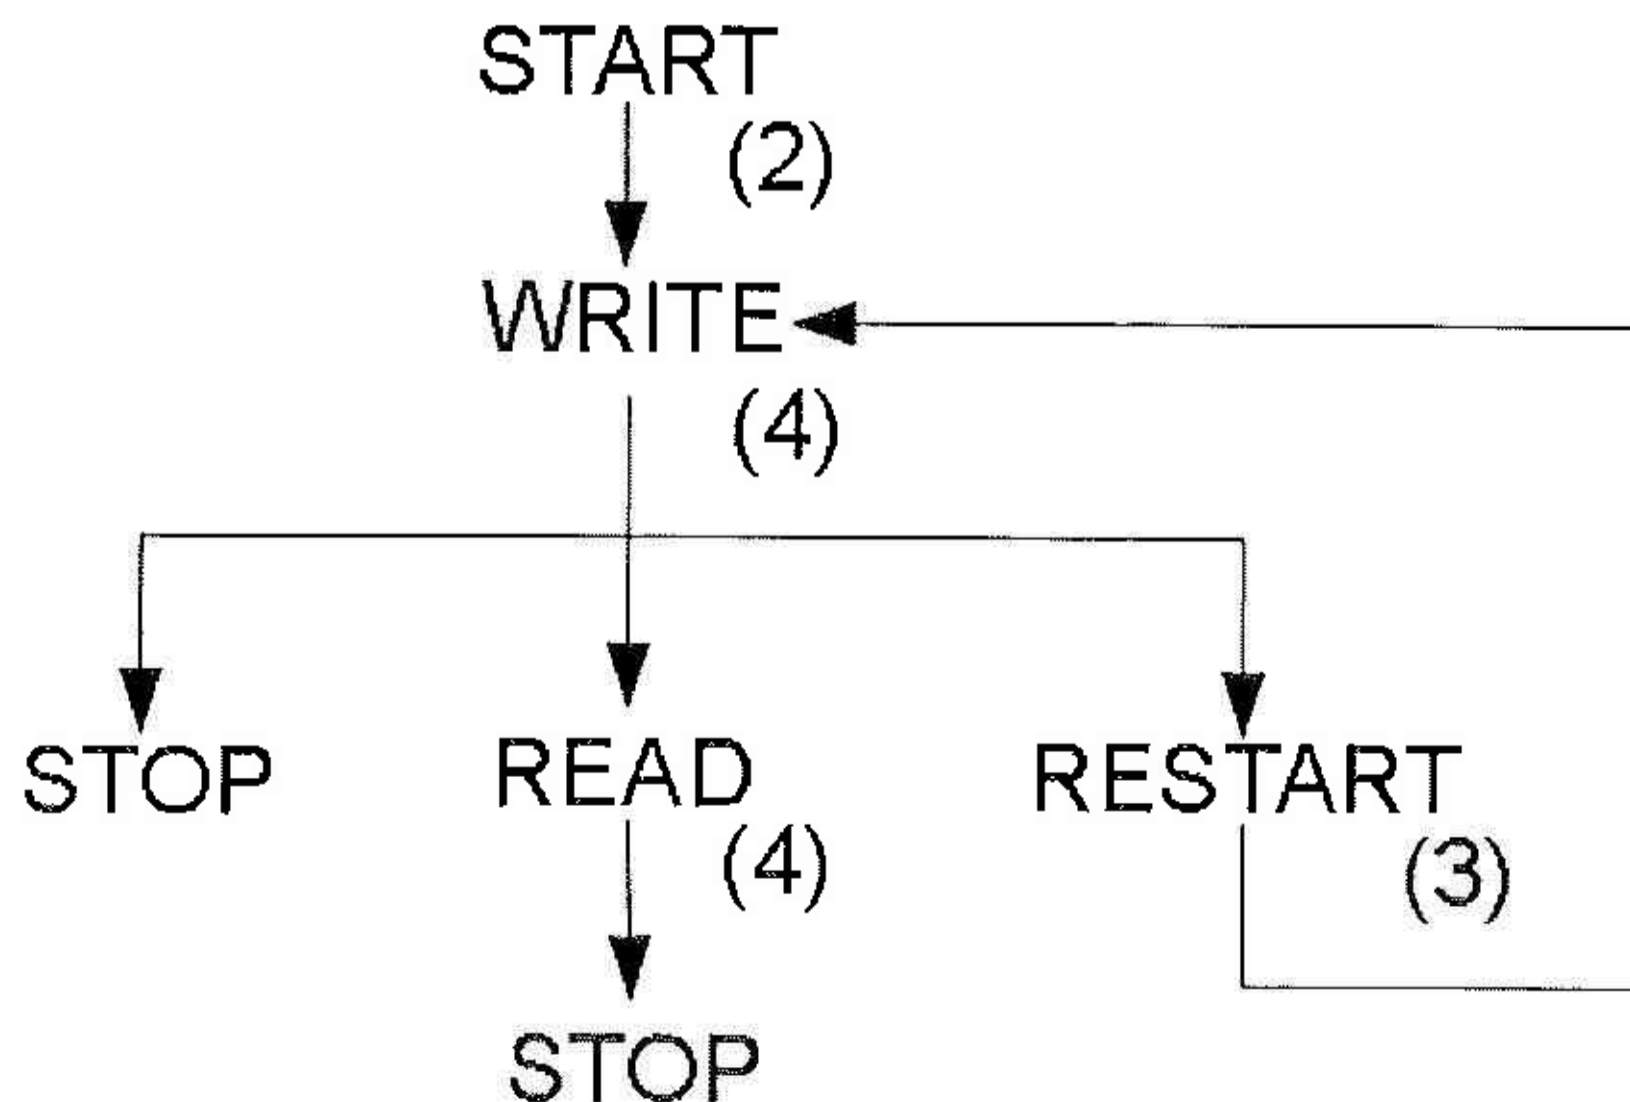 START
(2)
WRITE
(4)
STOP
READ
RESTART
(4)
(3)
STOP